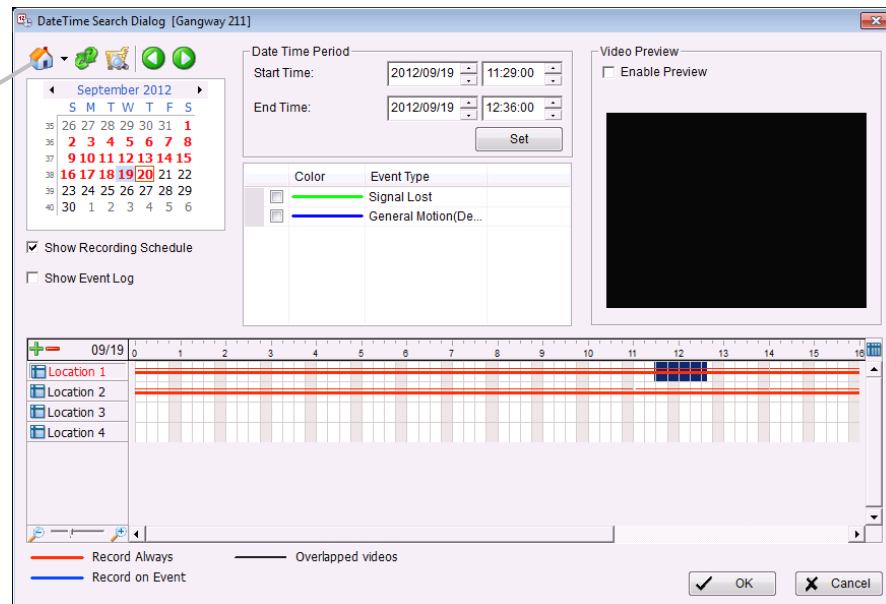 DateTime Search Dialog [Gangway 211]
September 2012
S M T W T F S
35 26 27 28 29 30 31 1
36 2 3 4 5 6 7 8
37 9 10 11 12 13 14 15
38 16 17 18 19 20 21 22
39 23 24 25 26 27 28 29
40 30 1 2 3 4 5 6
Show Recording Schedule
Show Event Log
Date Time Period
Start Time: 2012/09/19 11:29:00
End Time: 2012/09/19 12:36:00
Set
Color Event Type
Signal Lost
General Motion(De...
Video Preview
Enable Preview
09/19 0 1 2 3 4 5 6 7 8 9 10 11 12 13 14 15 16
Location 1
Location 2
Location 3
Location 4
Record Always
Overlapped videos
Record on Event
OK
Cancel